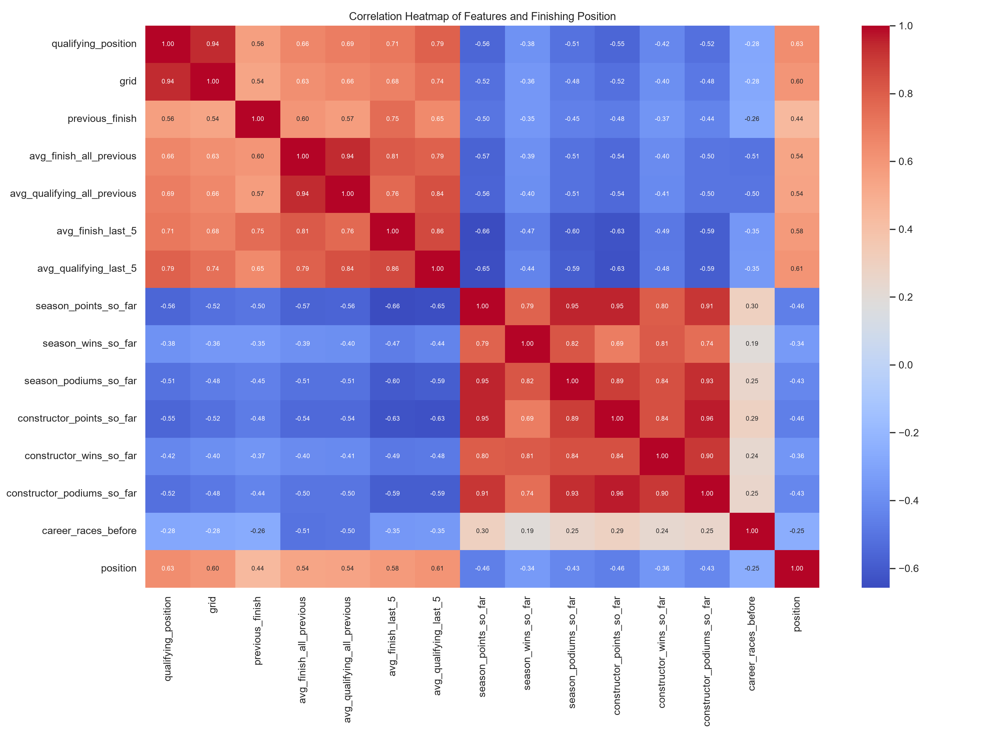 Correlation Heatmap of Features and Finishing Position
qualifying_position 1.00 0.94 0.56 0.66 0.69 0.71 0.79 -0.56 -0.38 -0.51 -0.55 -0.42 -0.52 -0.28 0.63
grid 0.94 1.00 0.54 0.63 0.66 0.68 0.74 -0.52 -0.36 -0.48 -0.52 -0.40 -0.48 -0.28 0.60
previous_finish 0.56 0.54 1.00 0.60 0.57 0.75 0.65 -0.50 -0.35 -0.45 -0.48 -0.37 -0.44 -0.26 0.44
avg_finish_all_previous 0.66 0.63 0.60 1.00 0.94 0.81 0.79 -0.57 -0.39 -0.51 -0.54 -0.40 -0.50 -0.51 0.54
avg_qualifying_all_previous 0.69 0.66 0.57 0.94 1.00 0.76 0.84 -0.56 -0.40 -0.51 -0.54 -0.41 -0.50 -0.50 0.54
avg_finish_last_5 0.71 0.68 0.75 0.81 0.76 1.00 0.86 -0.66 -0.47 -0.60 -0.63 -0.49 -0.59 -0.35 0.58
avg_qualifying_last_5 0.79 0.74 0.65 0.79 0.84 0.86 1.00 -0.65 -0.44 -0.59 -0.63 -0.48 -0.59 -0.35 0.61
season_points_so_far -0.56 -0.52 -0.50 -0.57 -0.56 -0.66 -0.65 1.00 0.79 0.95 0.95 0.80 0.91 0.30 -0.46
season_wins_so_far -0.38 -0.36 -0.35 -0.39 -0.40 -0.47 -0.44 0.79 1.00 0.82 0.69 0.81 0.74 0.19 -0.34
season_podiums_so_far -0.51 -0.48 -0.45 -0.51 -0.51 -0.60 -0.59 0.95 0.82 1.00 0.89 0.84 0.93 0.25 -0.43
constructor_points_so_far -0.55 -0.52 -0.48 -0.54 -0.54 -0.63 -0.63 0.95 0.69 0.89 1.00 0.84 0.96 0.29 -0.46
constructor_wins_so_far -0.42 -0.40 -0.37 -0.40 -0.41 -0.49 -0.48 0.80 0.81 0.84 0.84 1.00 0.90 0.24 -0.36
constructor_podiums_so_far -0.52 -0.48 -0.44 -0.50 -0.50 -0.59 -0.59 0.91 0.74 0.93 0.96 0.90 1.00 0.25 -0.43
career_races_before -0.28 -0.28 -0.26 -0.51 -0.50 -0.35 -0.35 0.30 0.19 0.25 0.29 0.24 0.25 1.00 -0.25
position 0.63 0.60 0.44 0.54 0.54 0.58 0.61 -0.46 -0.34 -0.43 -0.46 -0.36 -0.43 -0.25 1.00
qualifying_position
grid
previous_finish
avg_finish_all_previous
avg_qualifying_all_previous
avg_finish_last_5
avg_qualifying_last_5
season_points_so_far
season_wins_so_far
season_podiums_so_far
constructor_points_so_far
constructor_wins_so_far
constructor_podiums_so_far
career_races_before
position
1.0
0.8
0.6
0.4
0.2
0.0
−0.2
−0.4
−0.6